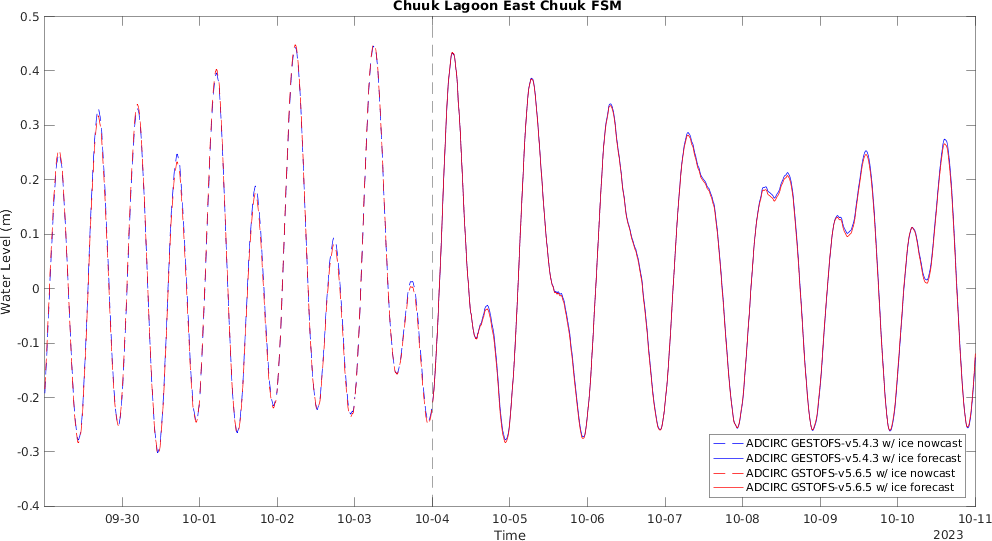 Chuuk Lagoon East Chuuk FSM
0.5
0.4
0.3
0.2
0.1
0
-0.1
-0.2
-0.3
-0.4
Water Level (m)
ADCIRC GESTOFS-v5.4.3 w/ ice nowcast
ADCIRC GESTOFS-v5.4.3 w/ ice forecast
ADCIRC GSTOFS-v5.6.5 w/ ice nowcast
ADCIRC GSTOFS-v5.6.5 w/ ice forecast
09-30 10-01 10-02 10-03 10-04 10-05 10-06 10-07 10-08 10-09 10-10 10-11
Time
2023